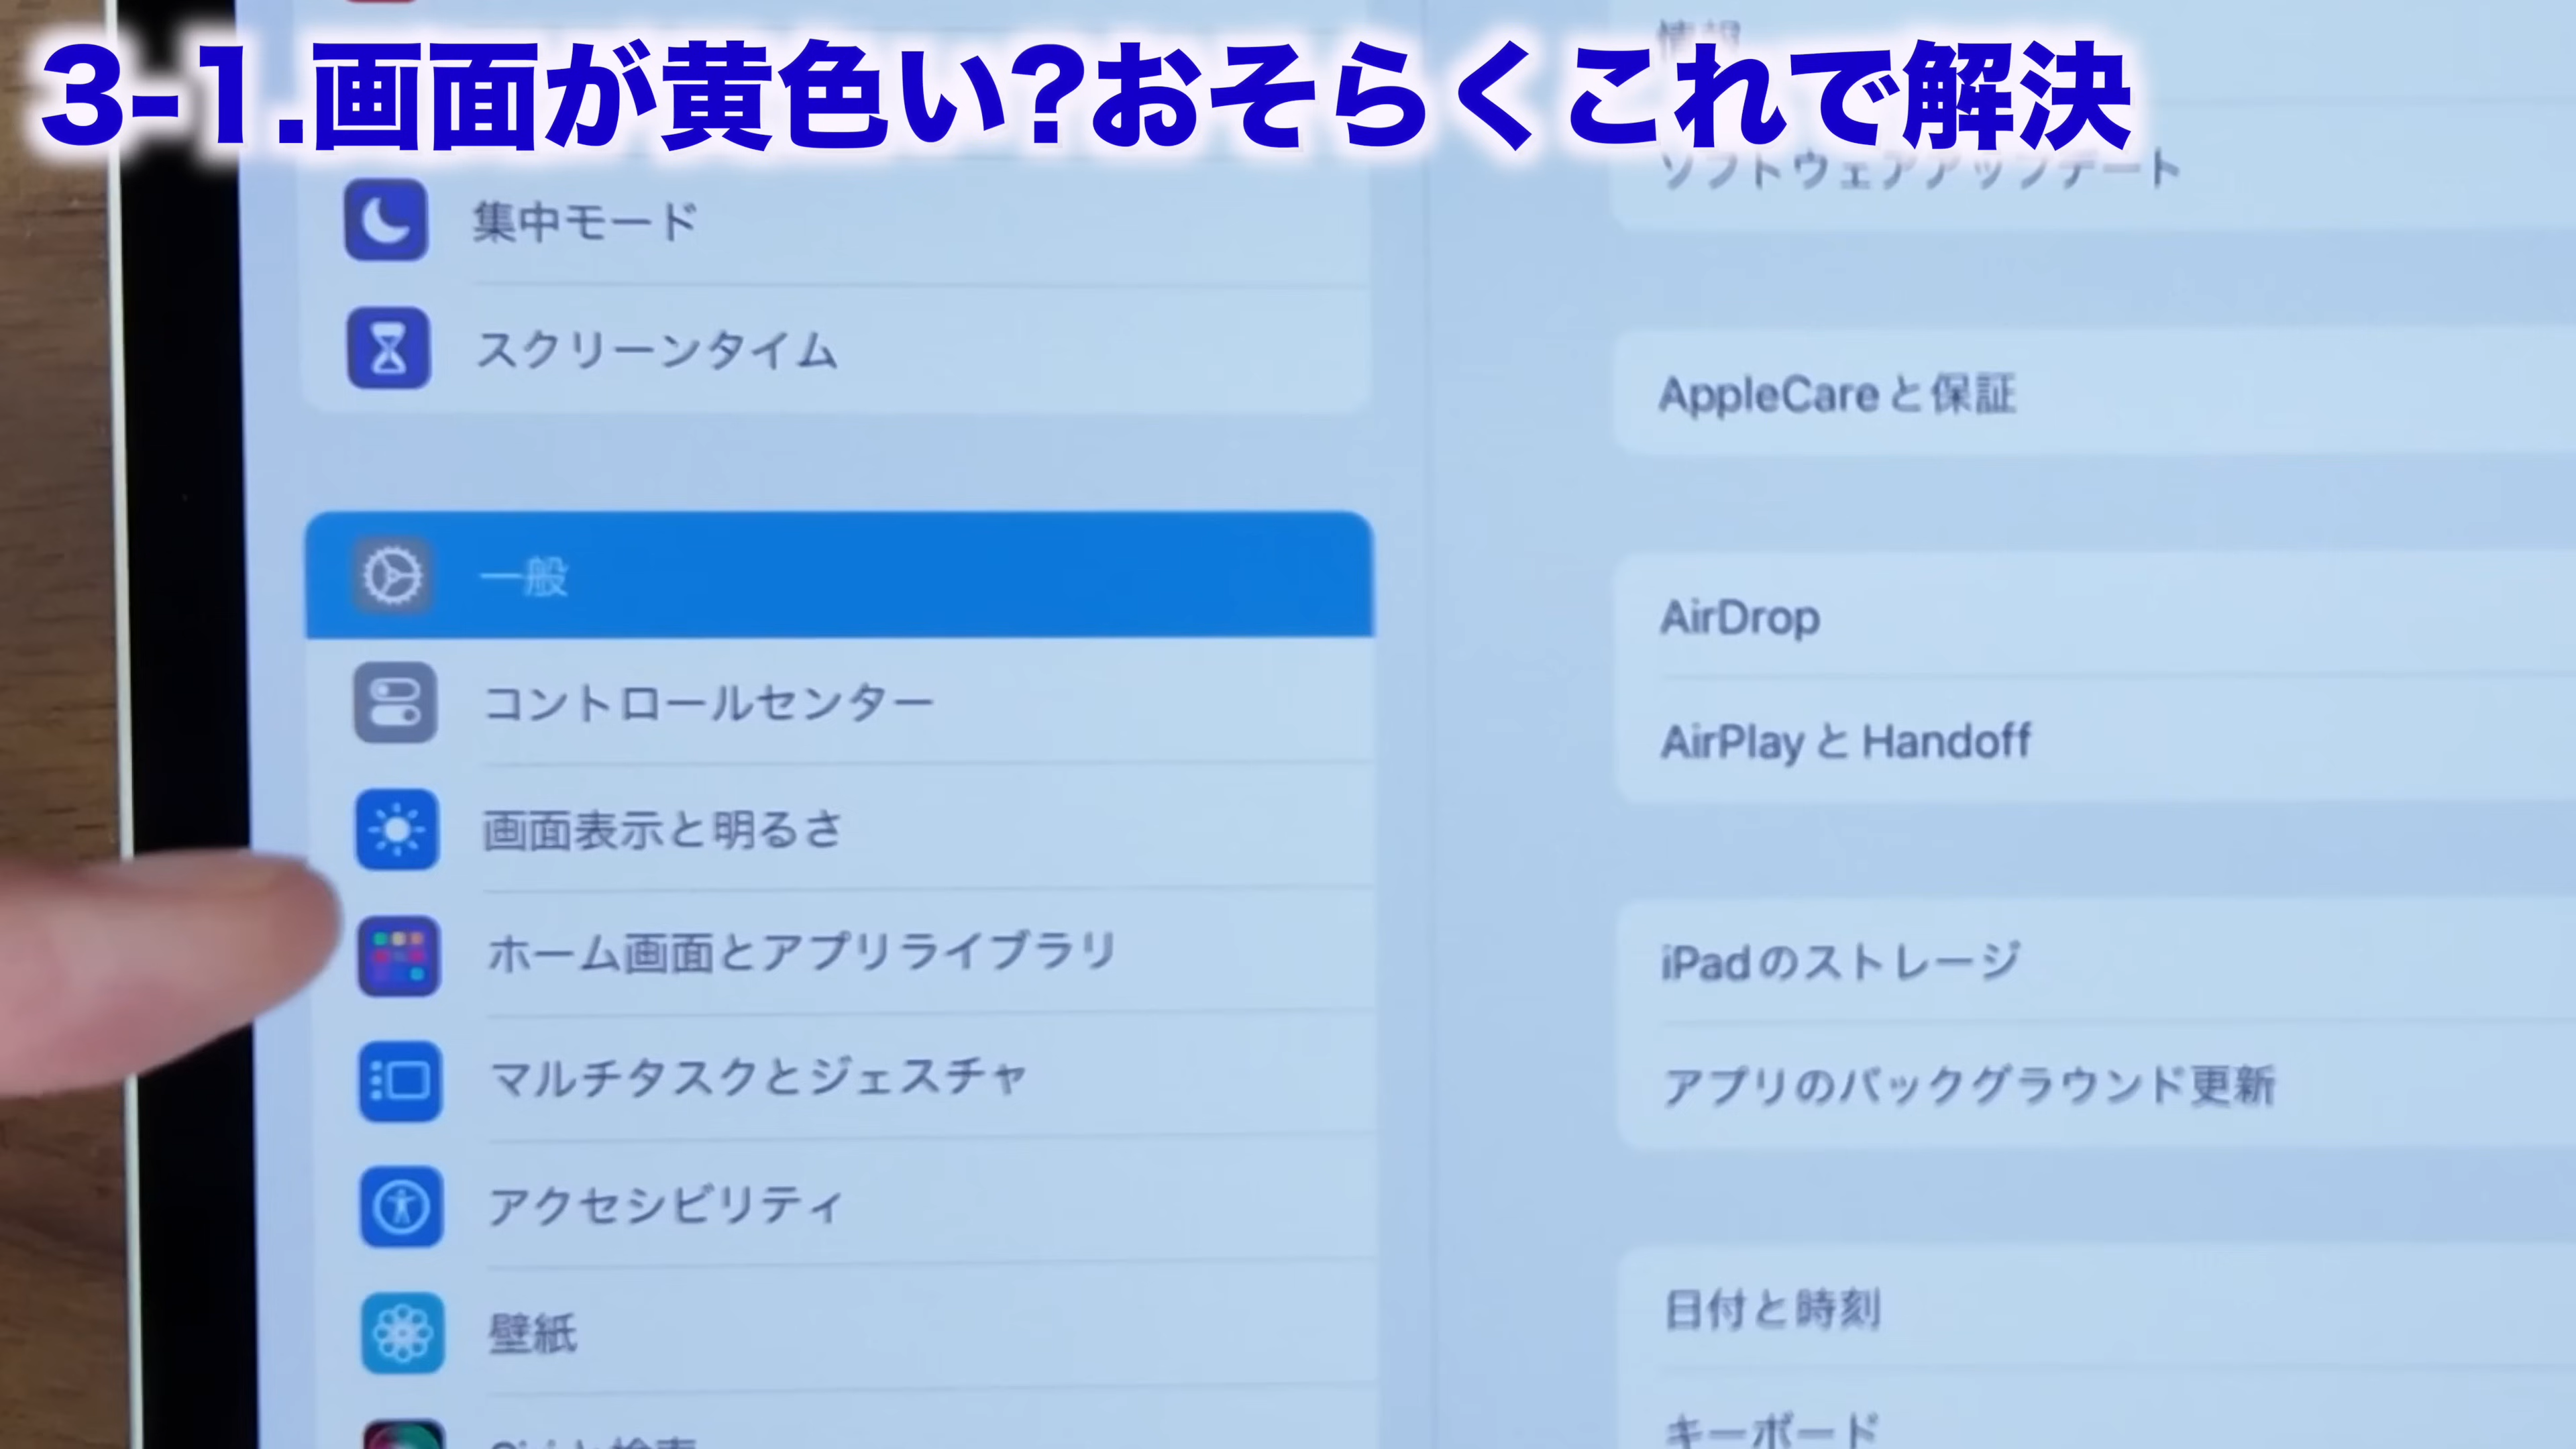 3-1.画面が黄色い?おそらくこれで解決
集中モード
スクリーンタイム
一般
コントロールセンター
画面表示と明るさ
ホーム画面とアプリライブラリ
マルチタスクとジェスチャ
アクセシビリティ
壁紙
情報
ソフトウェアアップデート
AppleCareと保証
AirDrop
AirPlayとHandoff
iPadのストレージ
アプリのバックグラウンド更新
日付と時刻
キーボード